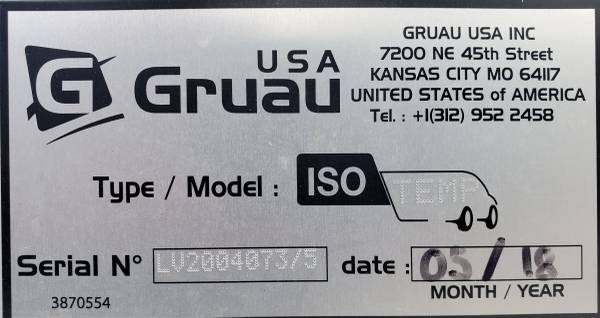 GRUAU USA INC
7200 NE 45th Street
KANSAS CITY MO 64117
UNITED STATES of AMERICA
Tel. : +1(312) 952 2458
G USA
Gruau
Type / Model : ISO TEMP
Serial N° LV2004073/5 date : 05/18
MONTH / YEAR
3870554